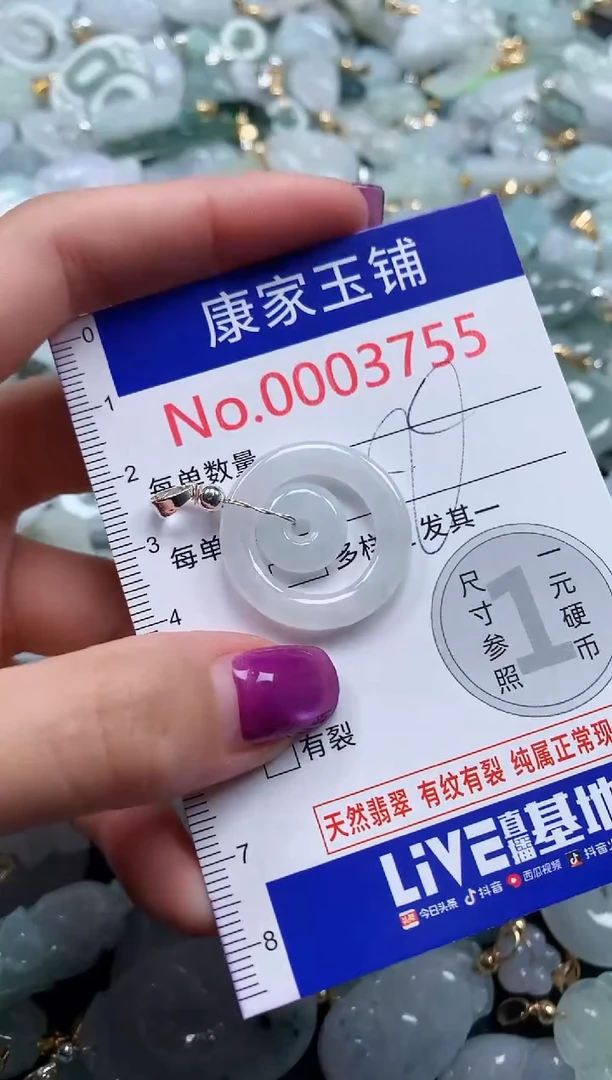 康家玉铺
No.0003755
0
1
每单数量
2
每单 多样 发其一
3
4
尺寸参照
1
一元硬币
有裂
天然翡翠 有纹有裂 纯属正常现
7
LiVE直播基地
今日头条 抖音 西瓜视频 抖音
8